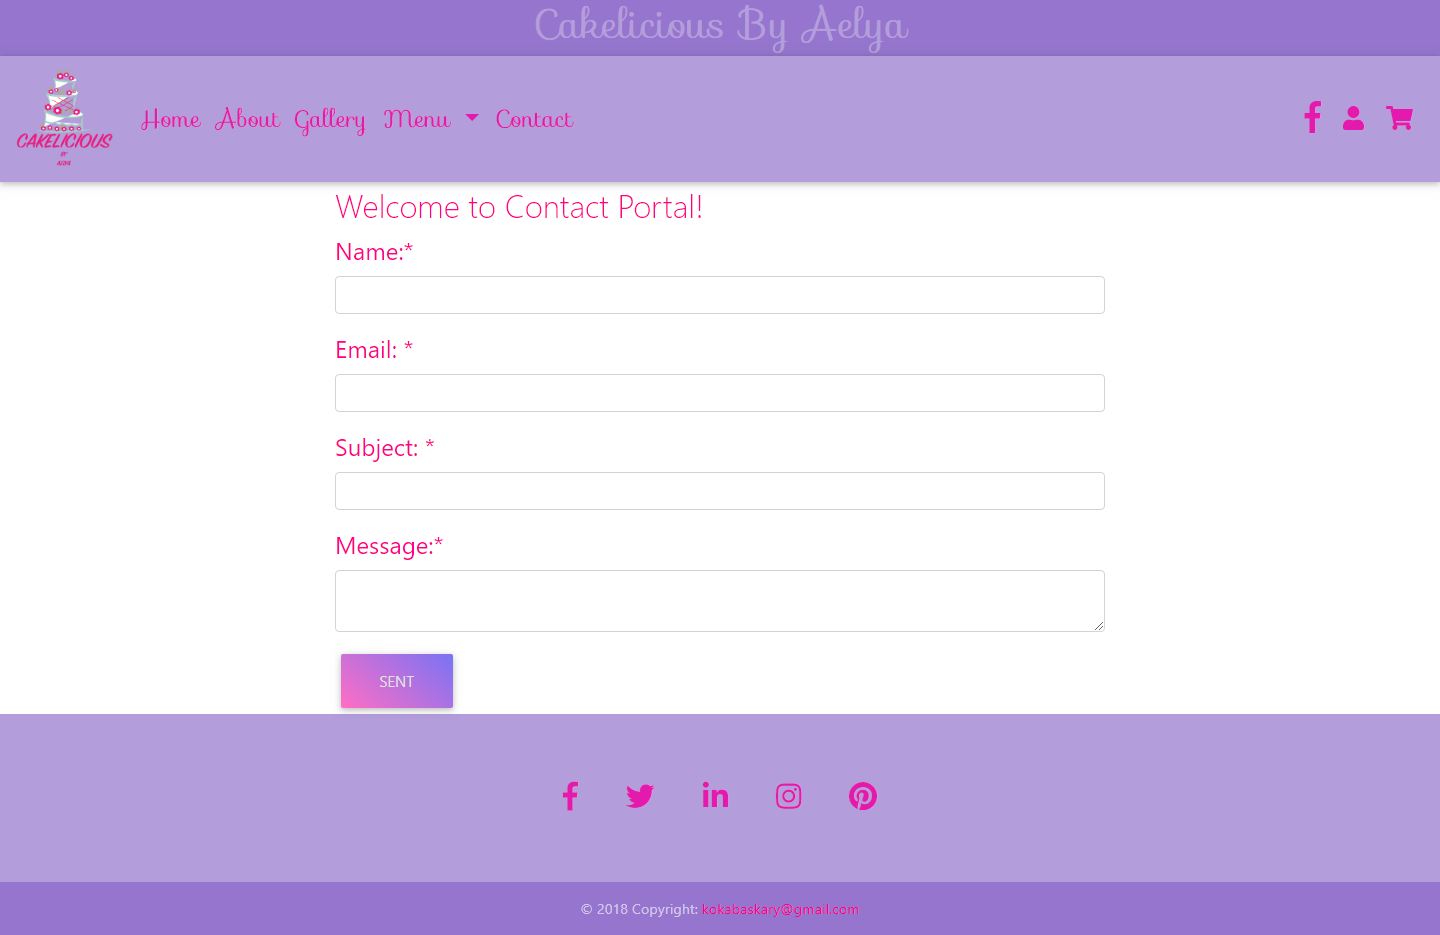 Cakelicious By Aelya
CAKELICIOUS
BY
Home About Gallery Menu Contact
Welcome to Contact Portal!
Name:*
Email: *
Subject: *
Message:*
SENT
© 2018 Copyright: kokabaskary@gmail.com